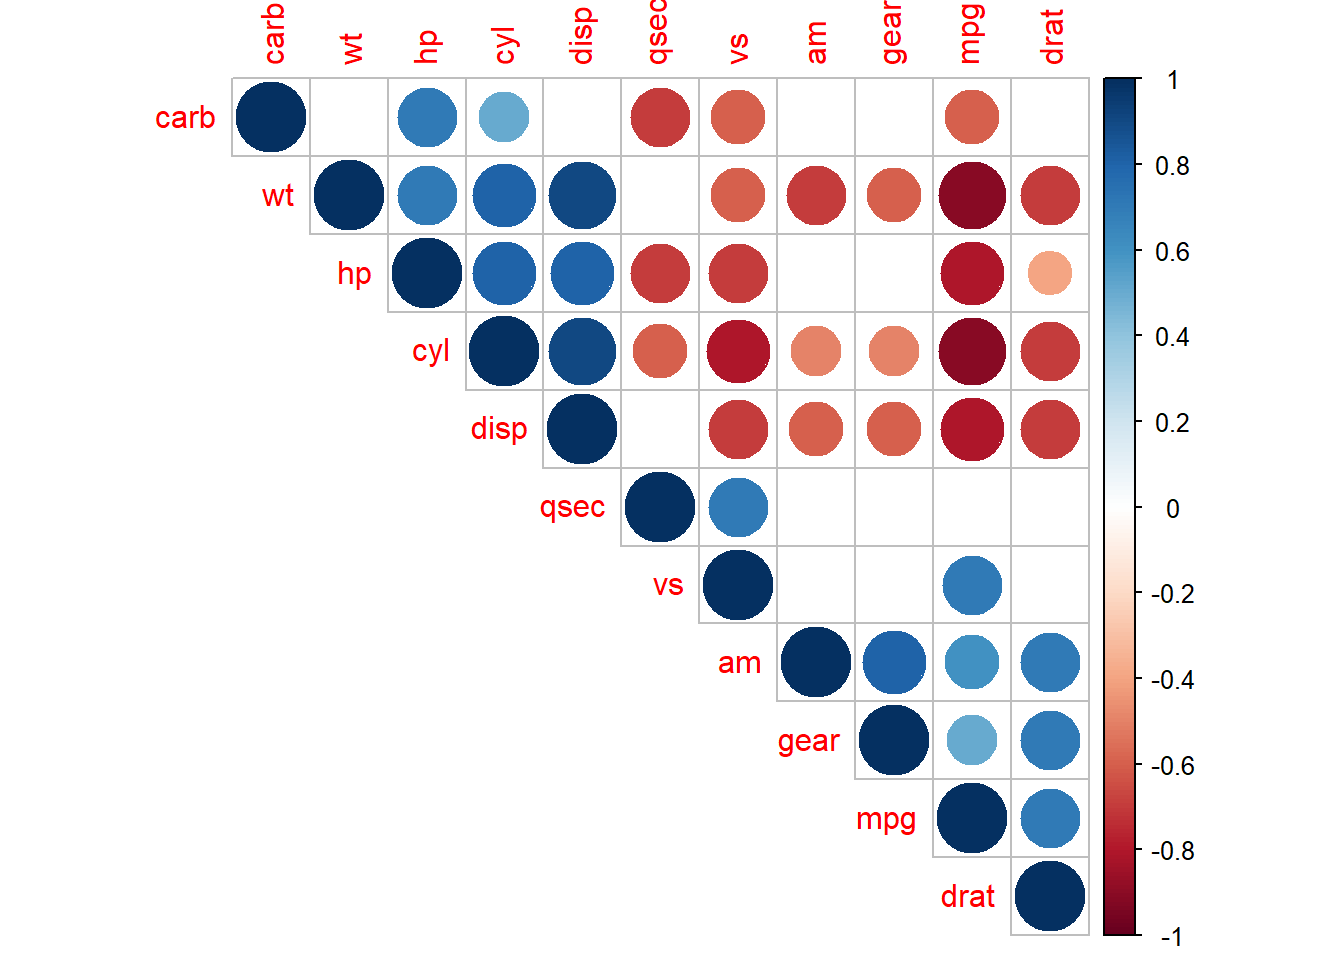 carb wt hp cyl disp qsec vs am gear mpg drat
carb
wt
hp
cyl
disp
qsec
vs
am
gear
mpg
drat
1
0.8
0.6
0.4
0.2
0
-0.2
-0.4
-0.6
-0.8
-1